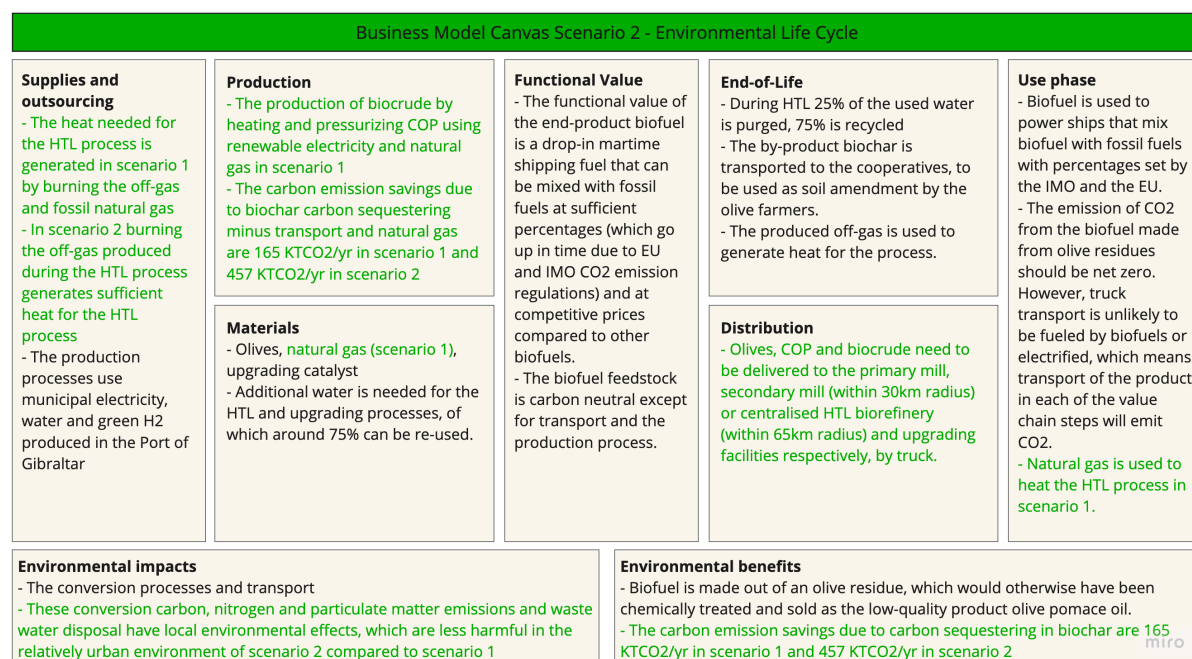 Business Model Canvas Scenario 2 - Environmental Life Cycle
Supplies and
outsourcing
- The heat needed for
the HTL process is
generated in scenario 1
by burning the off-gas
and fossil natural gas
- In scenario 2 burning
the off-gas produced
during the HTL process
generates sufficient
heat for the HTL
process
- The production
processes use
municipal electricity,
water and green H2
produced in the Port of
Gibraltar
Production
- The production of biocrude by
heating and pressurizing COP using
renewable electricity and natural
gas in scenario 1
- The carbon emission savings due
to biochar carbon sequestering
minus transport and natural gas
are 165 KTCO2/yr in scenario 1 and
457 KTCO2/yr in scenario 2
Materials
- Olives, natural gas (scenario 1),
upgrading catalyst
- Additional water is needed for the
HTL and upgrading processes, of
which around 75% can be re-used.
Functional Value
- The functional value of
the end-product biofuel
is a drop-in martime
shipping fuel that can
be mixed with fossil
fuels at sufficient
percentages (which go
up in time due to EU
and IMO CO2 emission
regulations) and at
competitive prices
compared to other
biofuels.
- The biofuel feedstock
is carbon neutral except
for transport and the
production process.
End-of-Life
- During HTL 25% of the used water
is purged, 75% is recycled
- The by-product biochar is
transported to the cooperatives, to
be used as soil amendment by the
olive farmers.
- The produced off-gas is used to
generate heat for the process.
Distribution
- Olives, COP and biocrude need to
be delivered to the primary mill,
secondary mill (within 30km radius)
or centralised HTL biorefinery
(within 65km radius) and upgrading
facilities respectively, by truck.
Use phase
- Biofuel is used to
power ships that mix
biofuel with fossil fuels
with percentages set by
the IMO and the EU.
- The emission of CO2
from the biofuel made
from olive residues
should be net zero.
However, truck
transport is unlikely to
be fueled by biofuels or
electrified, which means
transport of the product
in each of the value
chain steps will emit
CO2.
- Natural gas is used to
heat the HTL process in
scenario 1.
Environmental impacts
- The conversion processes and transport
- These conversion carbon, nitrogen and particulate matter emissions and waste
water disposal have local environmental effects, which are less harmful in the
relatively urban environment of scenario 2 compared to scenario 1
Environmental benefits
- Biofuel is made out of an olive residue, which would otherwise have been
chemically treated and sold as the low-quality product olive pomace oil.
- The carbon emission savings due to carbon sequestering in biochar are 165
KTCO2/yr in scenario 1 and 457 KTCO2/yr in scenario 2
miro